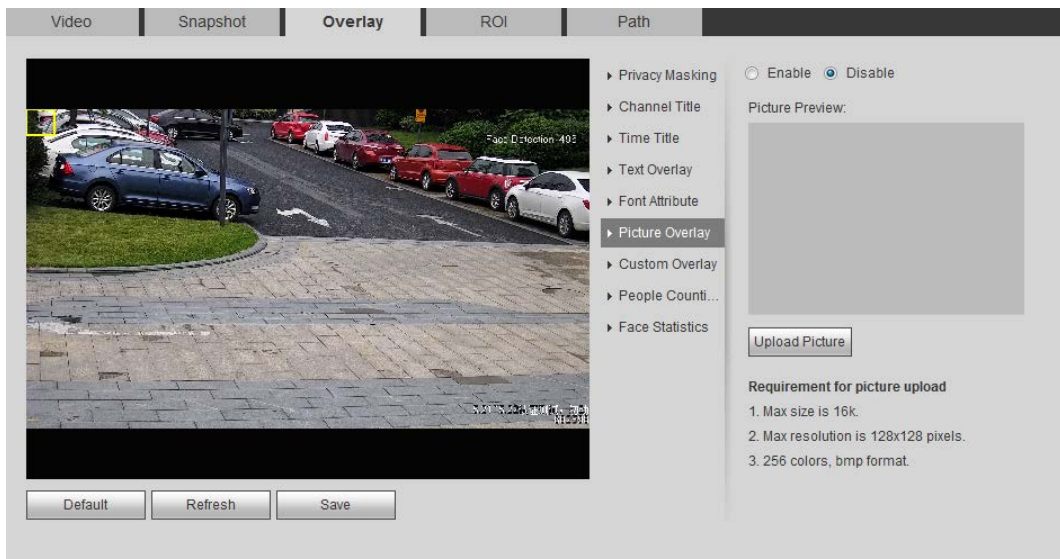 Video
Snapshot
Overlay
ROI
Path
Face Detection
Privacy Masking
Channel Title
Time Title
Text Overlay
Font Attribute
Picture Overlay
Custom Overlay
People Counti...
Face Statistics
Enable
Disable
Picture Preview:
Upload Picture
Requirement for picture upload
1. Max size is 16k.
2. Max resolution is 128x128 pixels.
3. 256 colors, bmp format.
Default
Refresh
Save